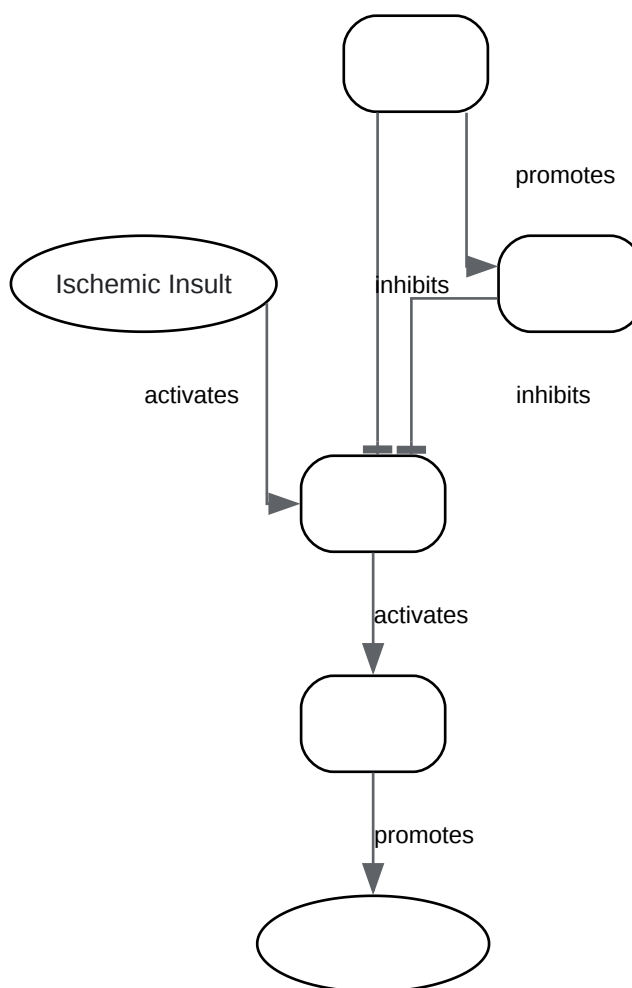 promotes
Ischemic Insult
inhibits
activates
inhibits
activates
promotes